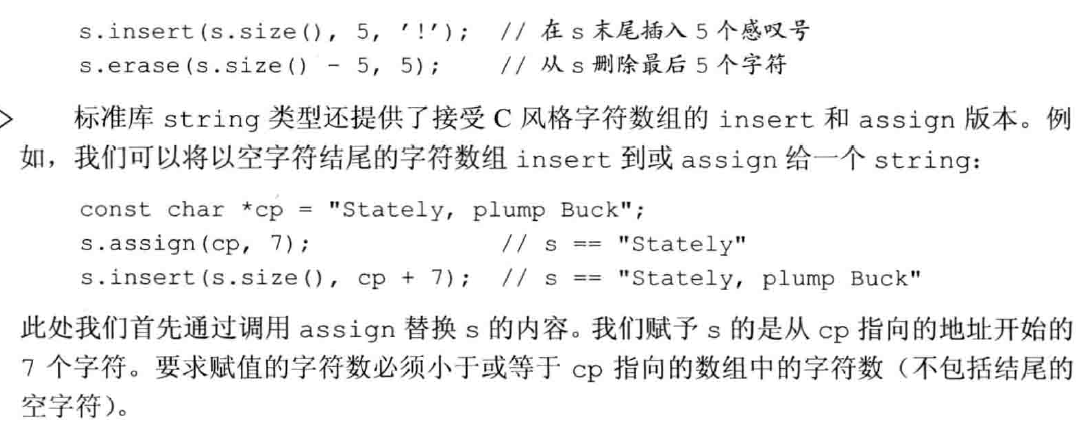 s.insert(s.size(), 5, '!');  // 在 s 末尾插入 5 个感叹号
s.erase(s.size() - 5, 5);    // 从 s 删除最后 5 个字符
标准库 string 类型还提供了接受 C 风格字符数组的 insert 和 assign 版本。例
如，我们可以将以空字符结尾的字符数组 insert 到或 assign 给一个 string：
const char *cp = "Stately, plump Buck";
s.assign(cp, 7);             // s == "Stately"
s.insert(s.size(), cp + 7);  // s == "Stately, plump Buck"
此处我们首先通过调用 assign 替换 s 的内容。我们赋予 s 的是从 cp 指向的地址开始的
7 个字符。要求赋值的字符数必须小于或等于 cp 指向的数组中的字符数（不包括结尾的
空字符）。